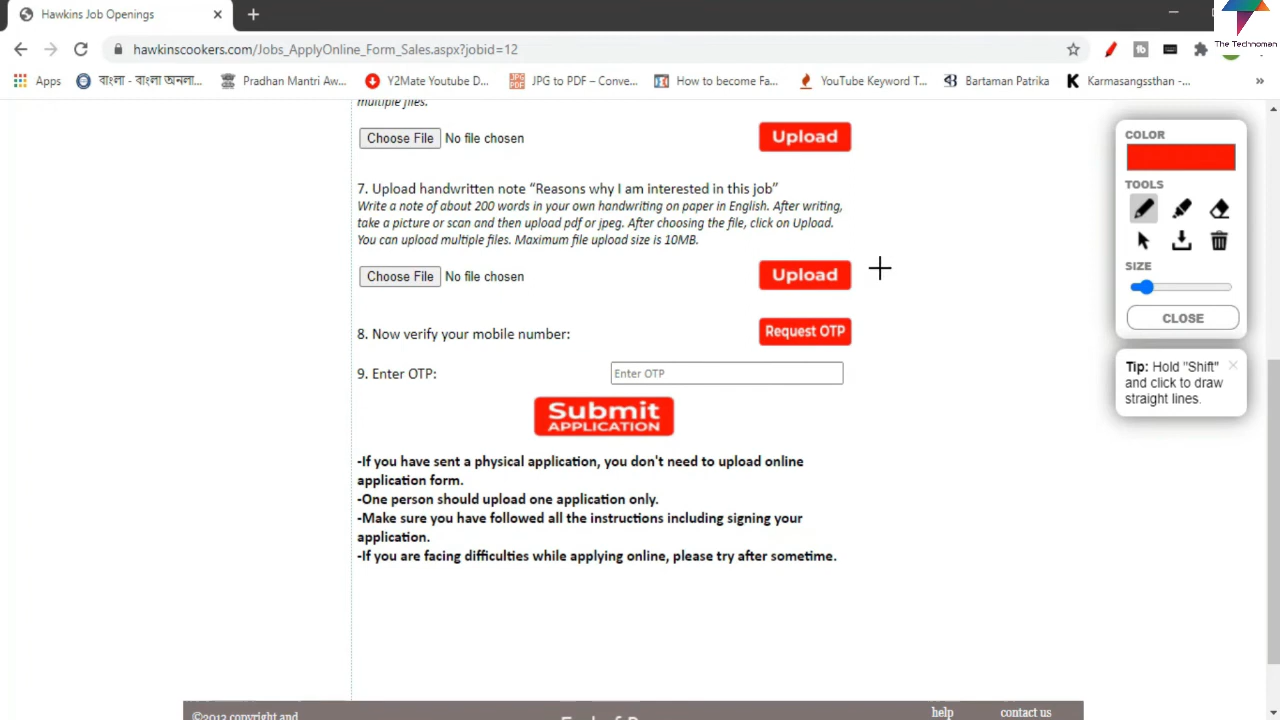 Hawkins Job Openings
The Technoman
hawkinscookers.com/Jobs_ApplyOnline_Form_Sales.aspx?jobid=12
Apps বাংলা - বাংলা অনলা... Pradhan Mantri Aw... Y2Mate Youtube D... JPG to PDF – Conve... How to become Fa... YouTube Keyword T... Bartaman Patrika Karmasangssthan -... »
multiple files.
Choose File No file chosen Upload
7. Upload handwritten note “Reasons why I am interested in this job”
Write a note of about 200 words in your own handwriting on paper in English. After writing,
take a picture or scan and then upload pdf or jpeg. After choosing the file, click on Upload.
You can upload multiple files. Maximum file upload size is 10MB.
Choose File No file chosen Upload
8. Now verify your mobile number: Request OTP
9. Enter OTP: Enter OTP
Submit
APPLICATION
-If you have sent a physical application, you don't need to upload online
application form.
-One person should upload one application only.
-Make sure you have followed all the instructions including signing your
application.
-If you are facing difficulties while applying online, please try after sometime.
COLOR
TOOLS
SIZE
CLOSE
Tip: Hold "Shift"
and click to draw
straight lines.
©2013 copyright and
help contact us